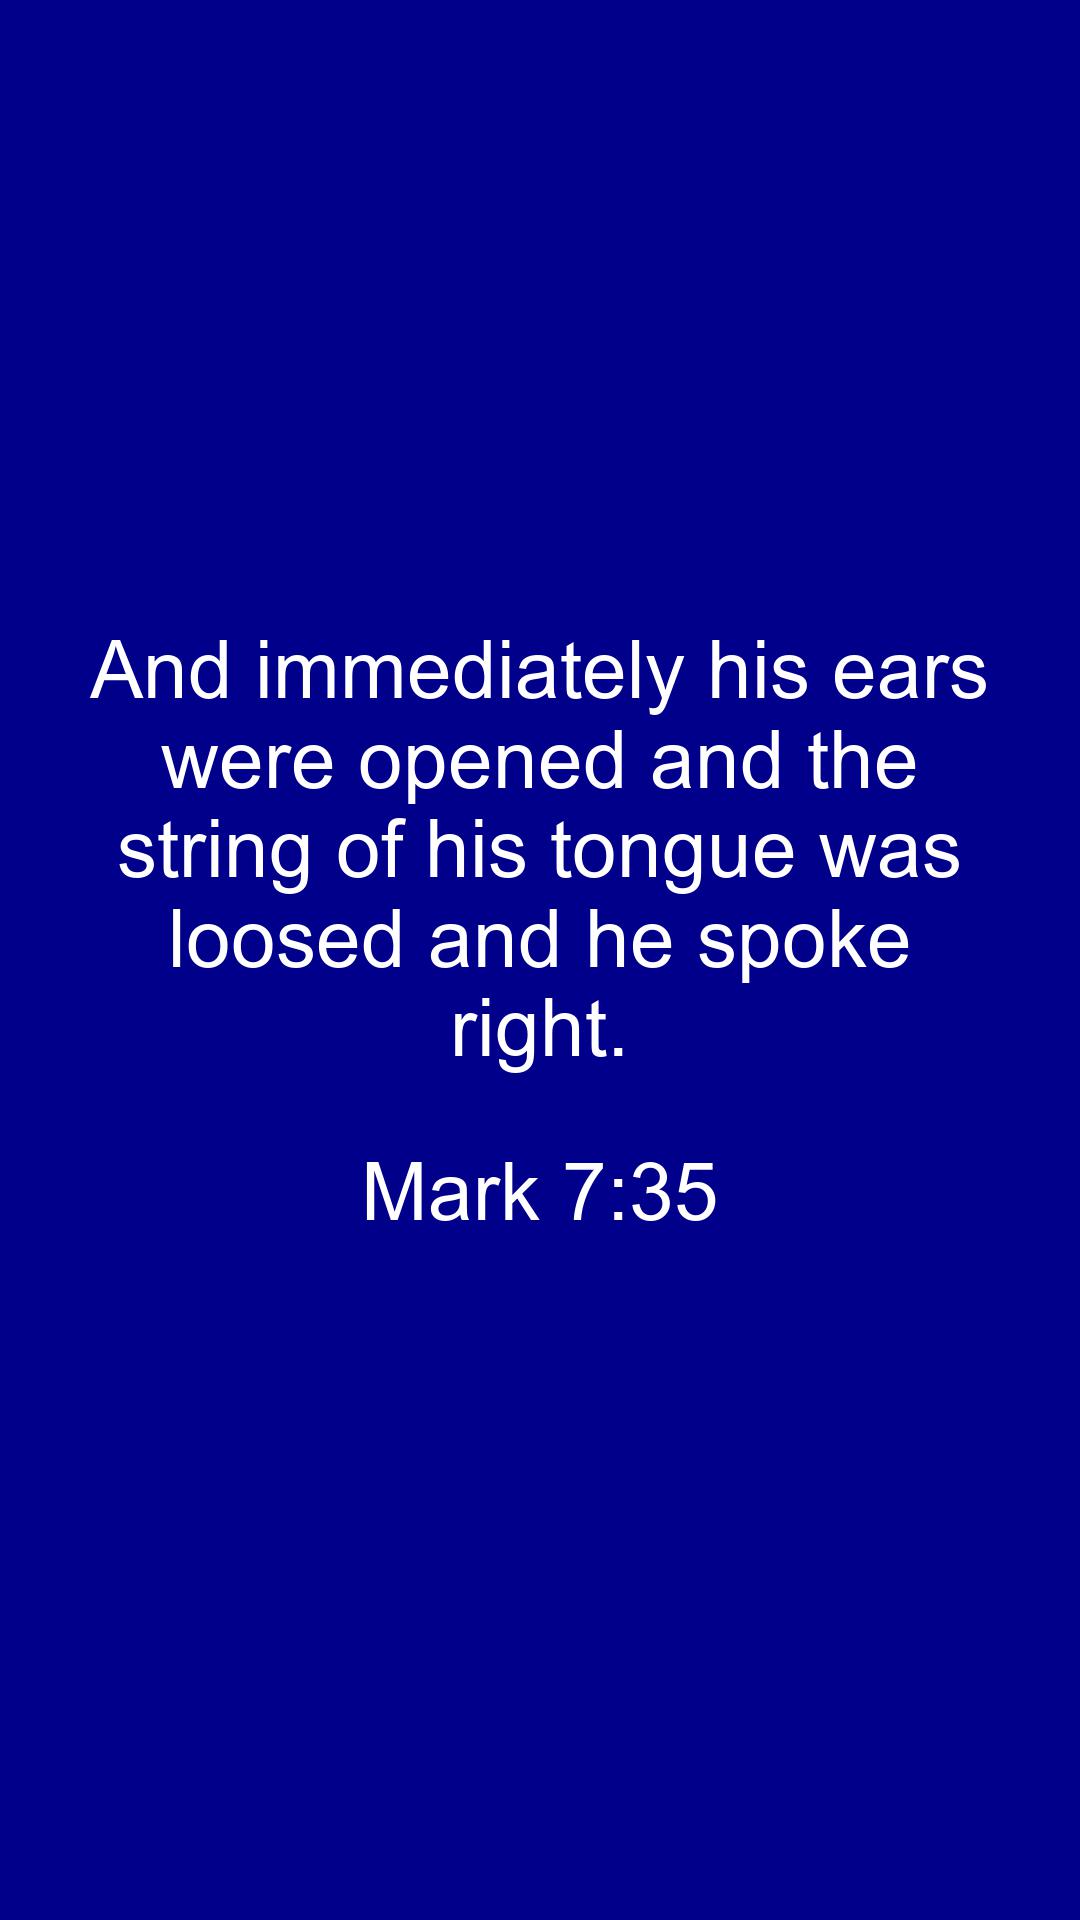 And immediately his ears
were opened and the
string of his tongue was
loosed and he spoke
right.
Mark 7:35